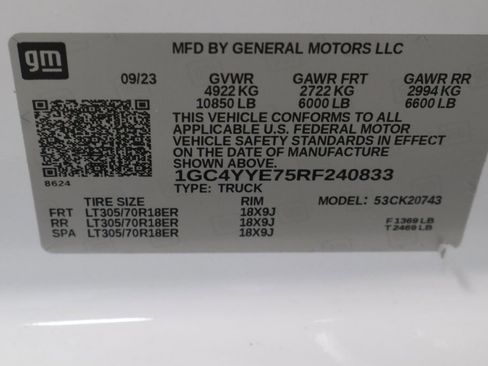 gm
MFD BY GENERAL MOTORS LLC
09/23 GVWR GAWR FRT GAWR RR
4922 KG 2722 KG 2994 KG
10850 LB 6000 LB 6600 LB
THIS VEHICLE CONFORMS TO ALL
APPLICABLE U.S. FEDERAL MOTOR
VEHICLE SAFETY STANDARDS IN EFFECT
ON THE DATE OF MANUFACTURE
SHOWN ABOVE.
1GC4YYE75RF240833
8624
TYPE: TRUCK
TIRE SIZE RIM MODEL: 53CK20743
FRT LT305/70R18ER 18X9J
RR LT305/70R18ER 18X9J F 1369 LB
SPA LT305/70R18ER 18X9J T 2469 LB